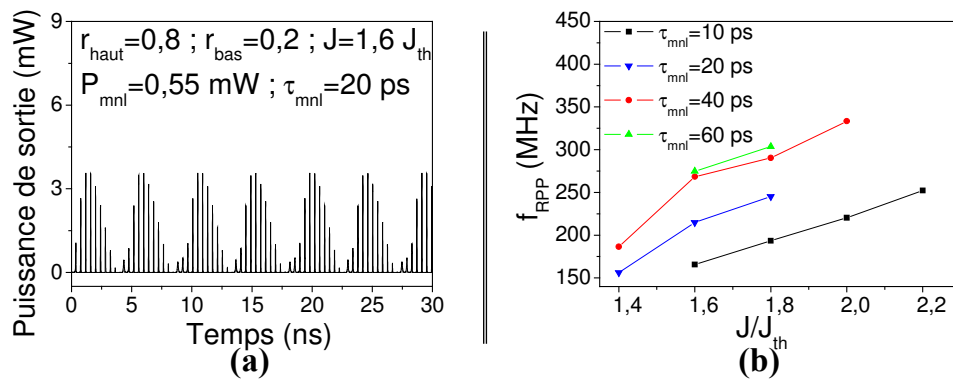 Puissance de sortie (mW)
9
6
3
0
r_haut=0,8 ; r_bas=0,2 ; J=1,6 J_th
P_mnl=0,55 mW ; τ_mnl=20 ps
0 5 10 15 20 25 30
Temps (ns)
(a)
f_RPP (MHz)
450
400
350
300
250
200
150
τ_mnl=10 ps
τ_mnl=20 ps
τ_mnl=40 ps
τ_mnl=60 ps
1,4 1,6 1,8 2,0 2,2
J/J_th
(b)